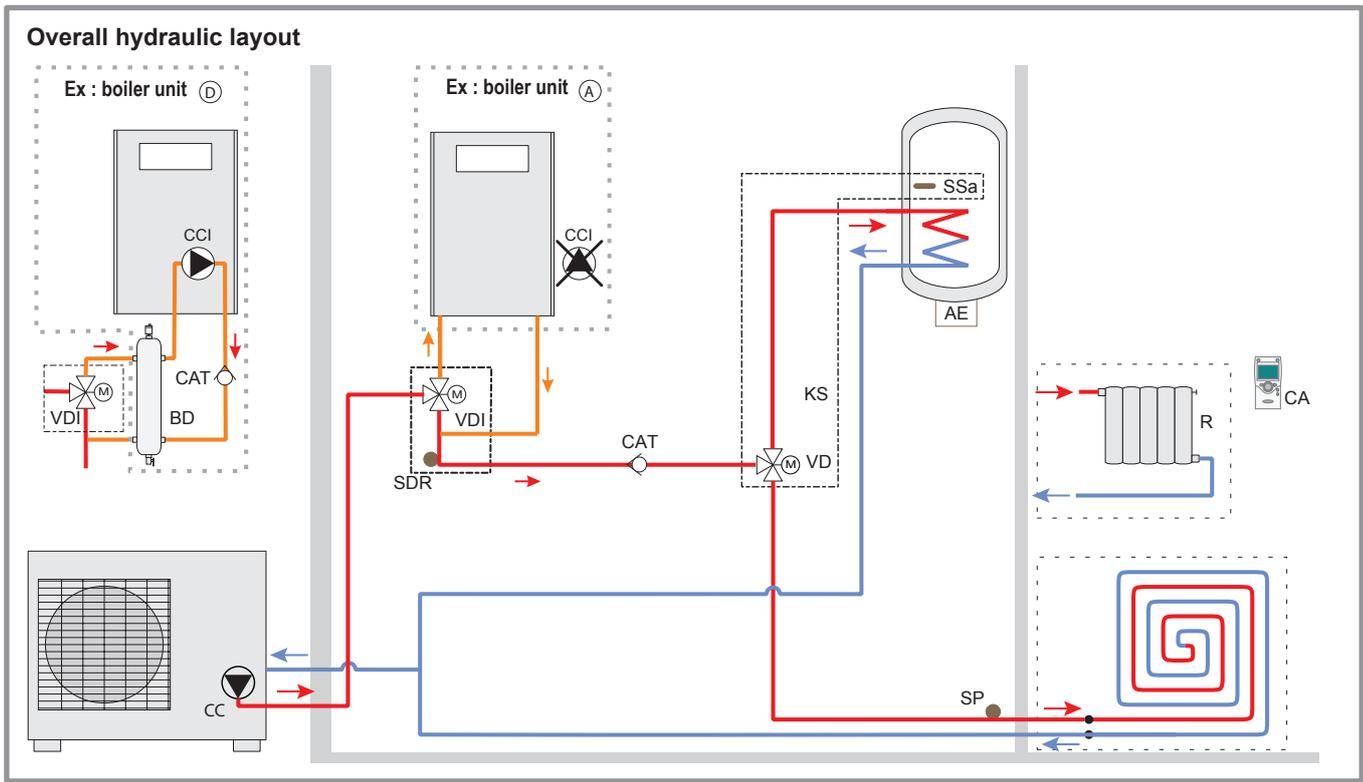 Overall hydraulic layout
Ex : boiler unit D
Ex : boiler unit A
CCI
CCI
SSa
AE
CAT
BD
M
VDI
M
VDI
SDR
CAT
KS
M
VD
R
CA
CC
SP